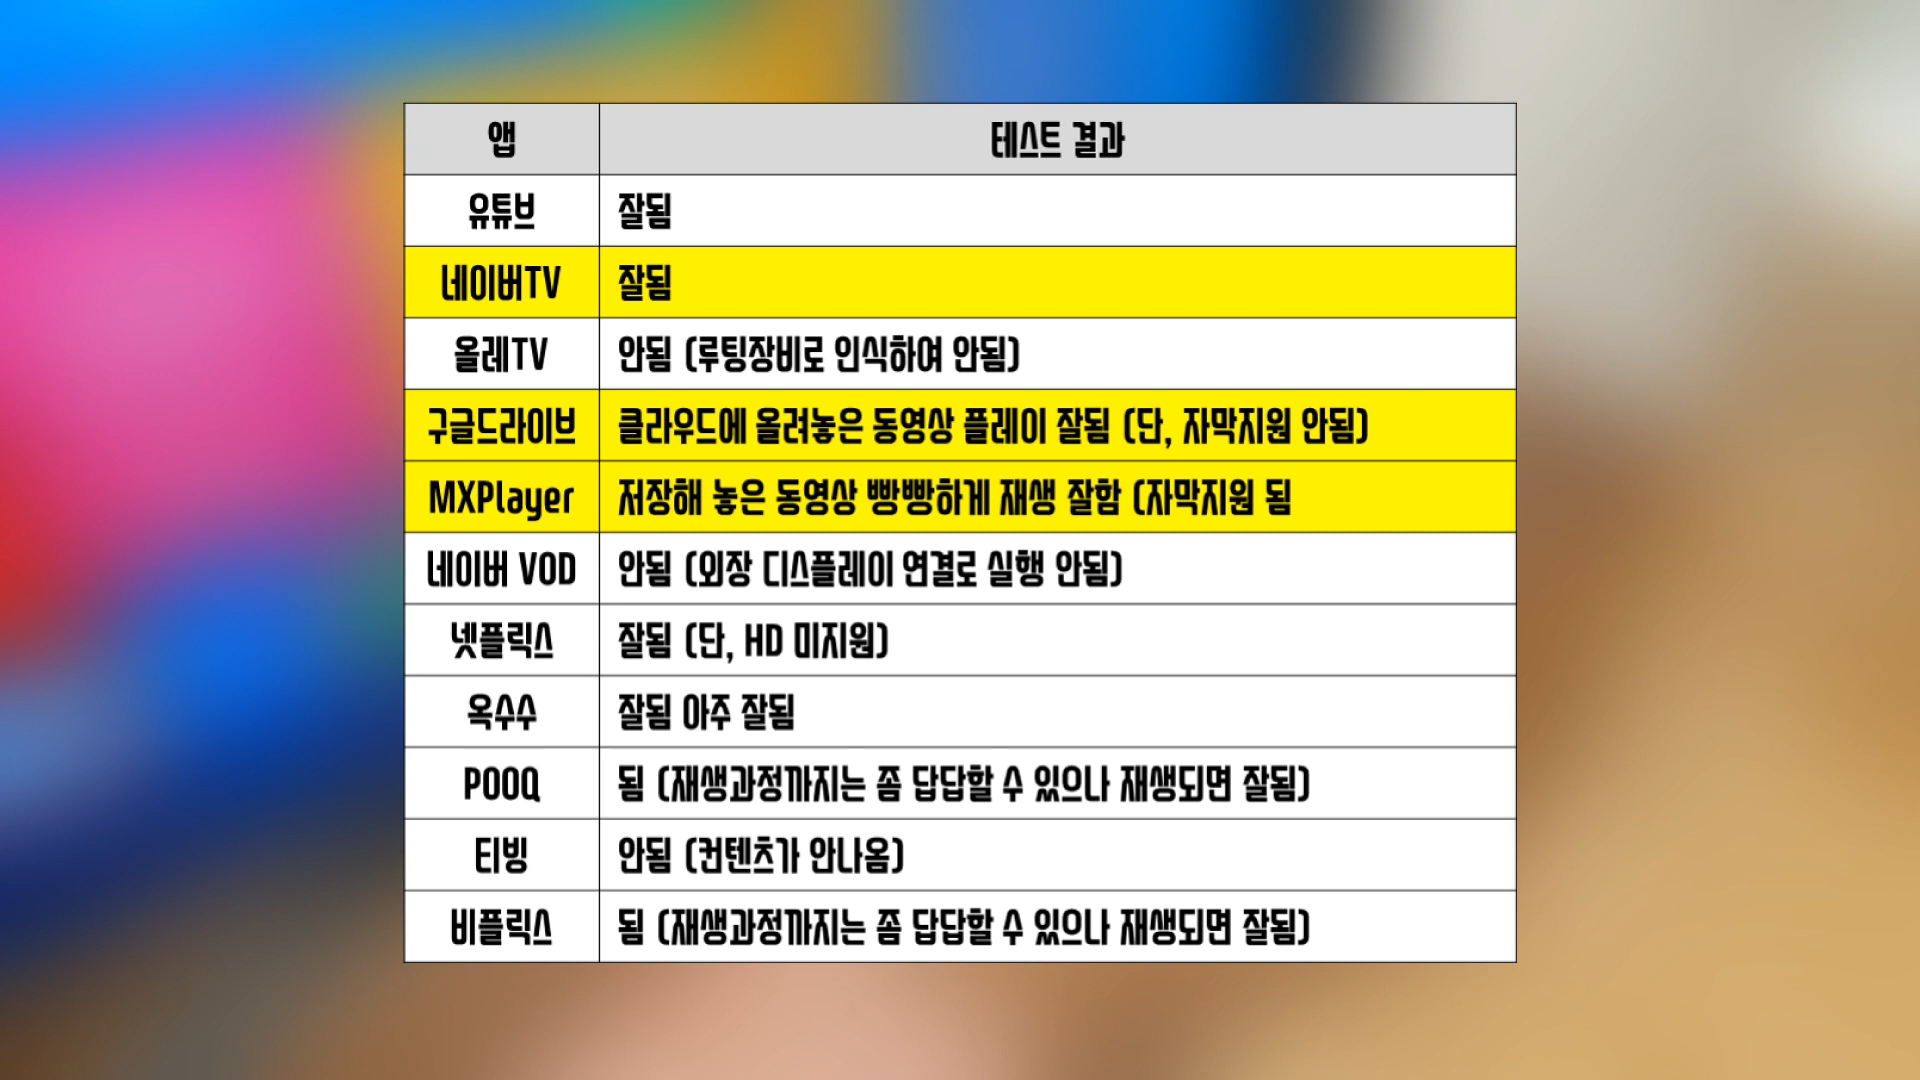 앱 테스트 결과
유튜브 잘됨
네이버TV 잘됨
올레TV 안됨 (루팅장비로 인식하여 안됨)
구글드라이브 클라우드에 올려놓은 동영상 플레이 잘됨 (단, 자막지원 안됨)
MXPlayer 저장해 놓은 동영상 빵빵하게 재생 잘함 (자막지원 됨
네이버 VOD 안됨 (외장 디스플레이 연결로 실행 안됨)
넷플릭스 잘됨 (단, HD 미지원)
옥수수 잘됨 아주 잘됨
POOQ 됨 (재생과정까지는 좀 답답할 수 있으나 재생되면 잘됨)
티빙 안됨 (컨텐츠가 안나옴)
비플릭스 됨 (재생과정까지는 좀 답답할 수 있으나 재생되면 잘됨)